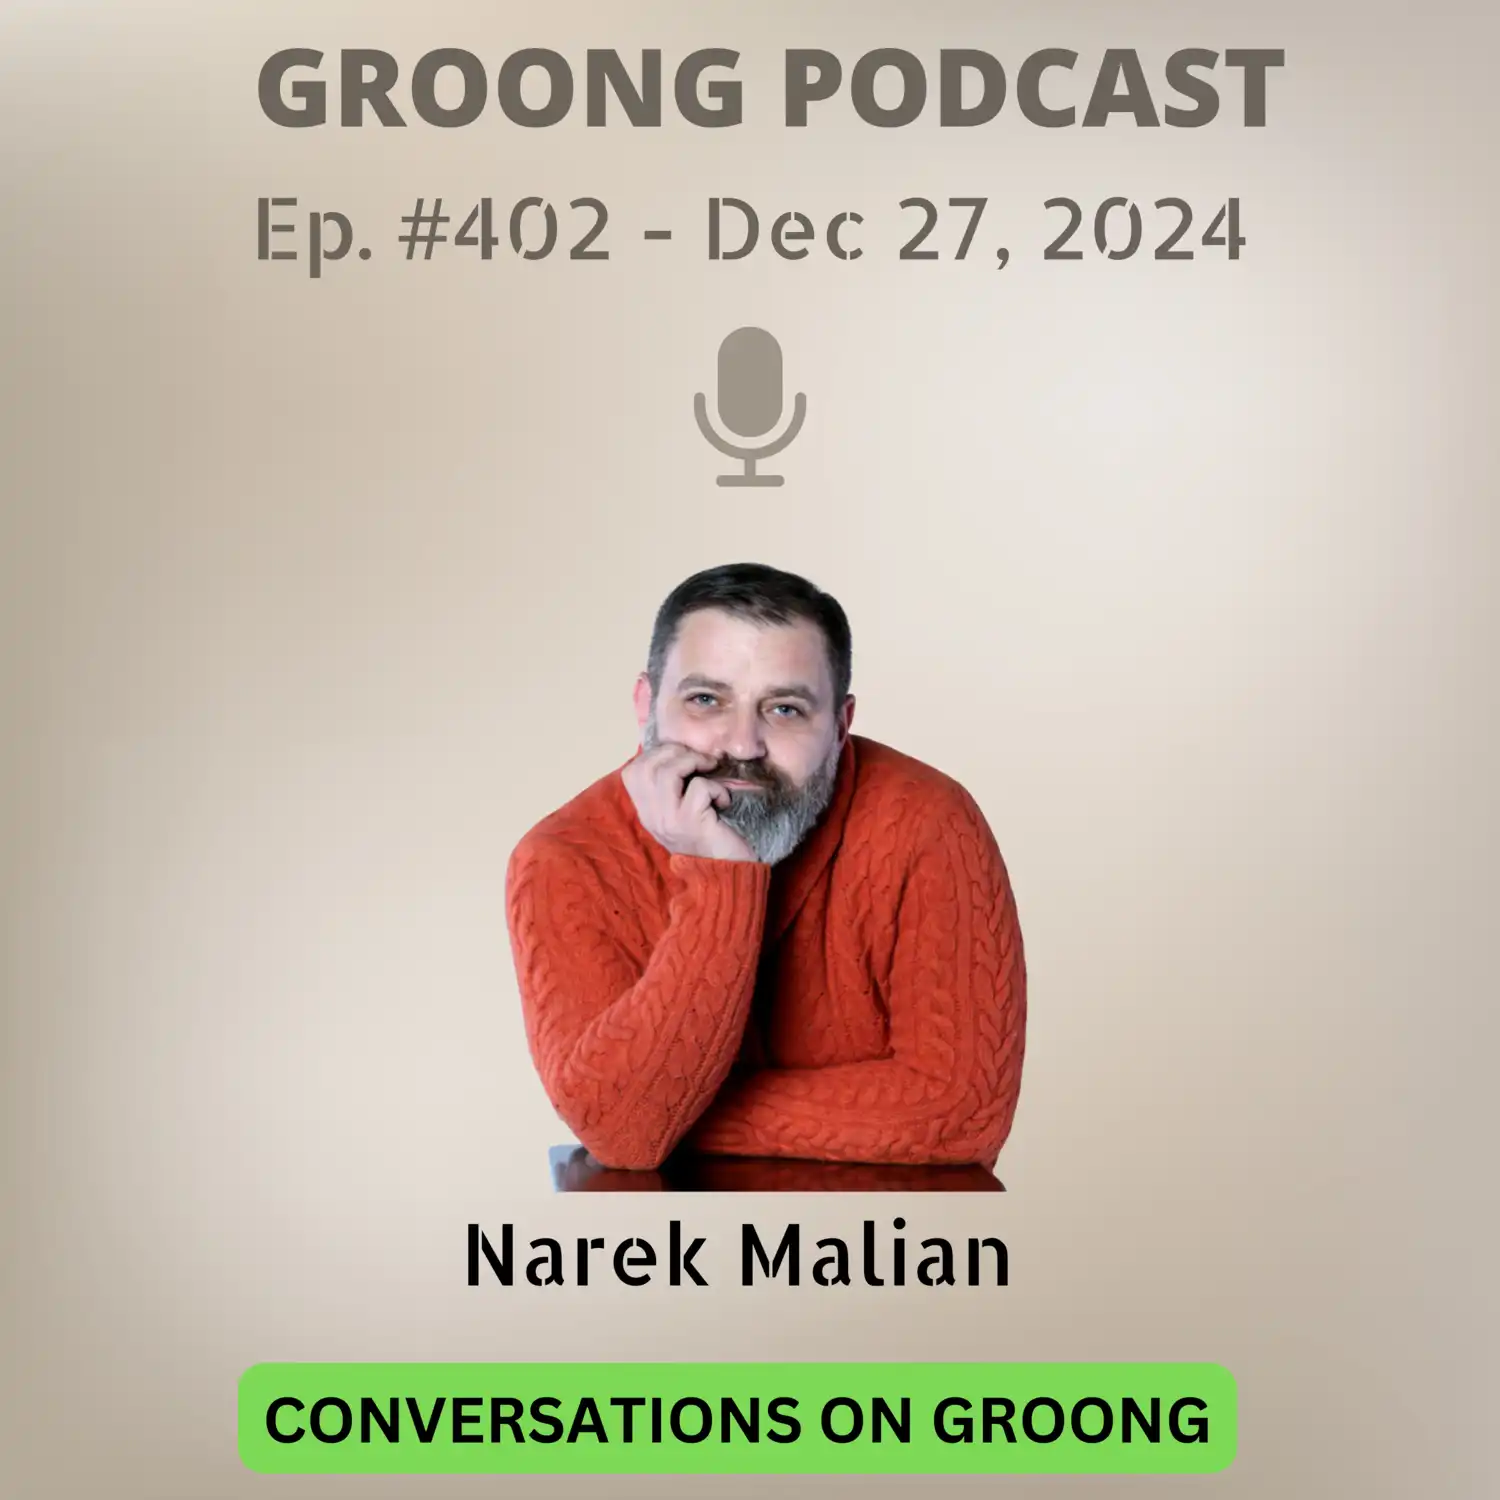 GROONG PODCAST
Ep. #402 - Dec 27, 2024
Narek Malian
CONVERSATIONS ON GROONG